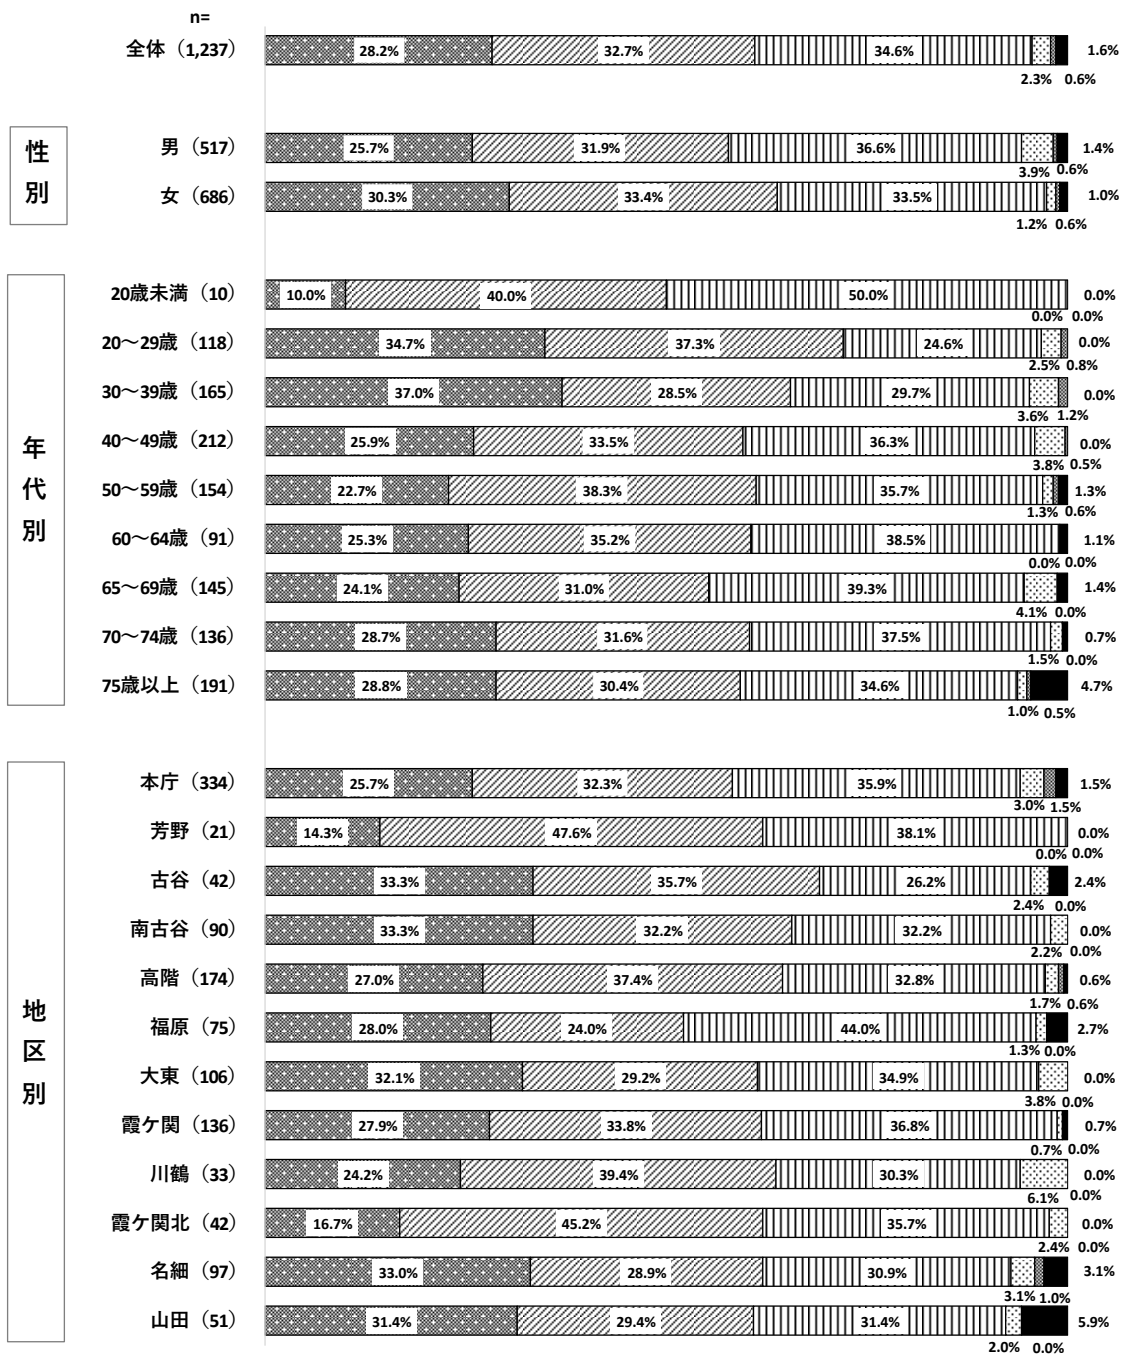 n=
全体（1,237） 28.2% 32.7% 34.6% 1.6%
2.3% 0.6%
性別
男（517） 25.7% 31.9% 36.6% 1.4%
3.9% 0.6%
女（686） 30.3% 33.4% 33.5% 1.0%
1.2% 0.6%
年代別
20歳未満（10） 10.0% 40.0% 50.0% 0.0%
0.0% 0.0%
20～29歳（118） 34.7% 37.3% 24.6% 0.0%
2.5% 0.8%
30～39歳（165） 37.0% 28.5% 29.7% 0.0%
3.6% 1.2%
40～49歳（212） 25.9% 33.5% 36.3% 0.0%
3.8% 0.5%
50～59歳（154） 22.7% 38.3% 35.7% 1.3%
1.3% 0.6%
60～64歳（91） 25.3% 35.2% 38.5% 1.1%
0.0% 0.0%
65～69歳（145） 24.1% 31.0% 39.3% 1.4%
4.1% 0.0%
70～74歳（136） 28.7% 31.6% 37.5% 0.7%
1.5% 0.0%
75歳以上（191） 28.8% 30.4% 34.6% 4.7%
1.0% 0.5%
地区別
本庁（334） 25.7% 32.3% 35.9% 1.5%
3.0% 1.5%
芳野（21） 14.3% 47.6% 38.1% 0.0%
0.0% 0.0%
古谷（42） 33.3% 35.7% 26.2% 2.4%
2.4% 0.0%
南古谷（90） 33.3% 32.2% 32.2% 0.0%
2.2% 0.0%
高階（174） 27.0% 37.4% 32.8% 0.6%
1.7% 0.6%
福原（75） 28.0% 24.0% 44.0% 2.7%
1.3% 0.0%
大東（106） 32.1% 29.2% 34.9% 0.0%
3.8% 0.0%
霞ケ関（136） 27.9% 33.8% 36.8% 0.7%
0.7% 0.0%
川鶴（33） 24.2% 39.4% 30.3% 0.0%
6.1% 0.0%
霞ケ関北（42） 16.7% 45.2% 35.7% 0.0%
2.4% 0.0%
名細（97） 33.0% 28.9% 30.9% 3.1%
3.1% 1.0%
山田（51） 31.4% 29.4% 31.4% 5.9%
2.0% 0.0%